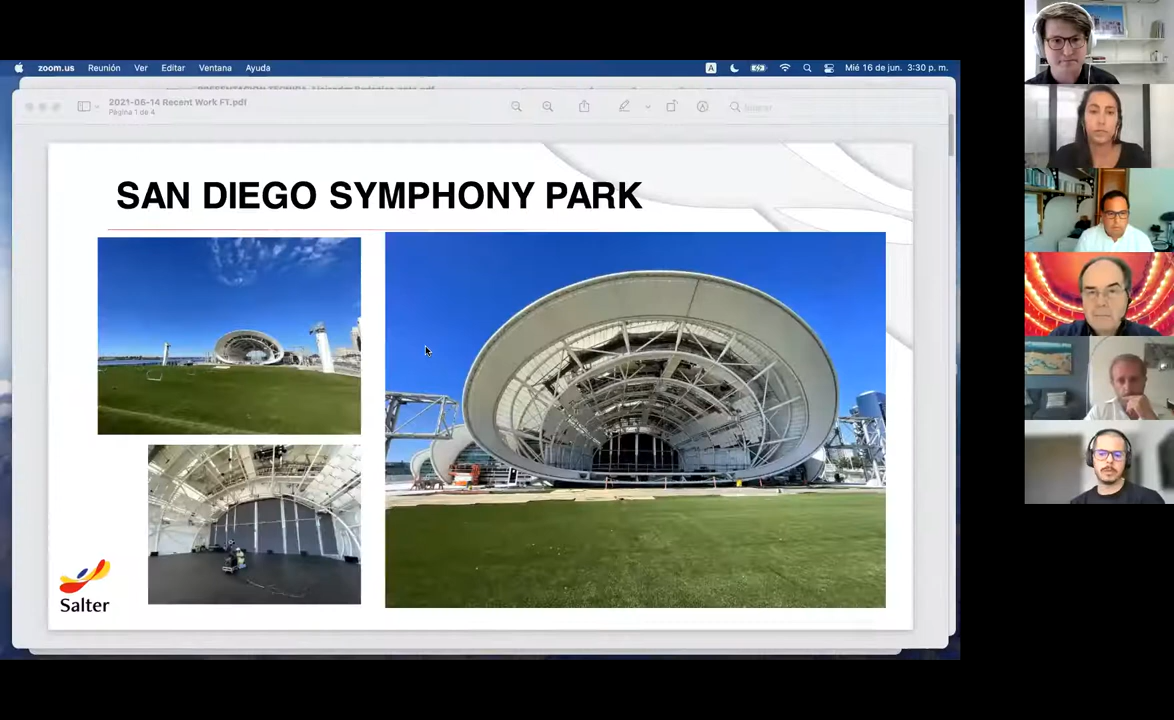 zoom.us Reunión Ver Editar Ventana Ayuda
A Mié 16 de jun. 3:30 p. m.
2021-06-14 Recent Work FT.pdf
Página 1 de 4
Buscar
SAN DIEGO SYMPHONY PARK
Salter